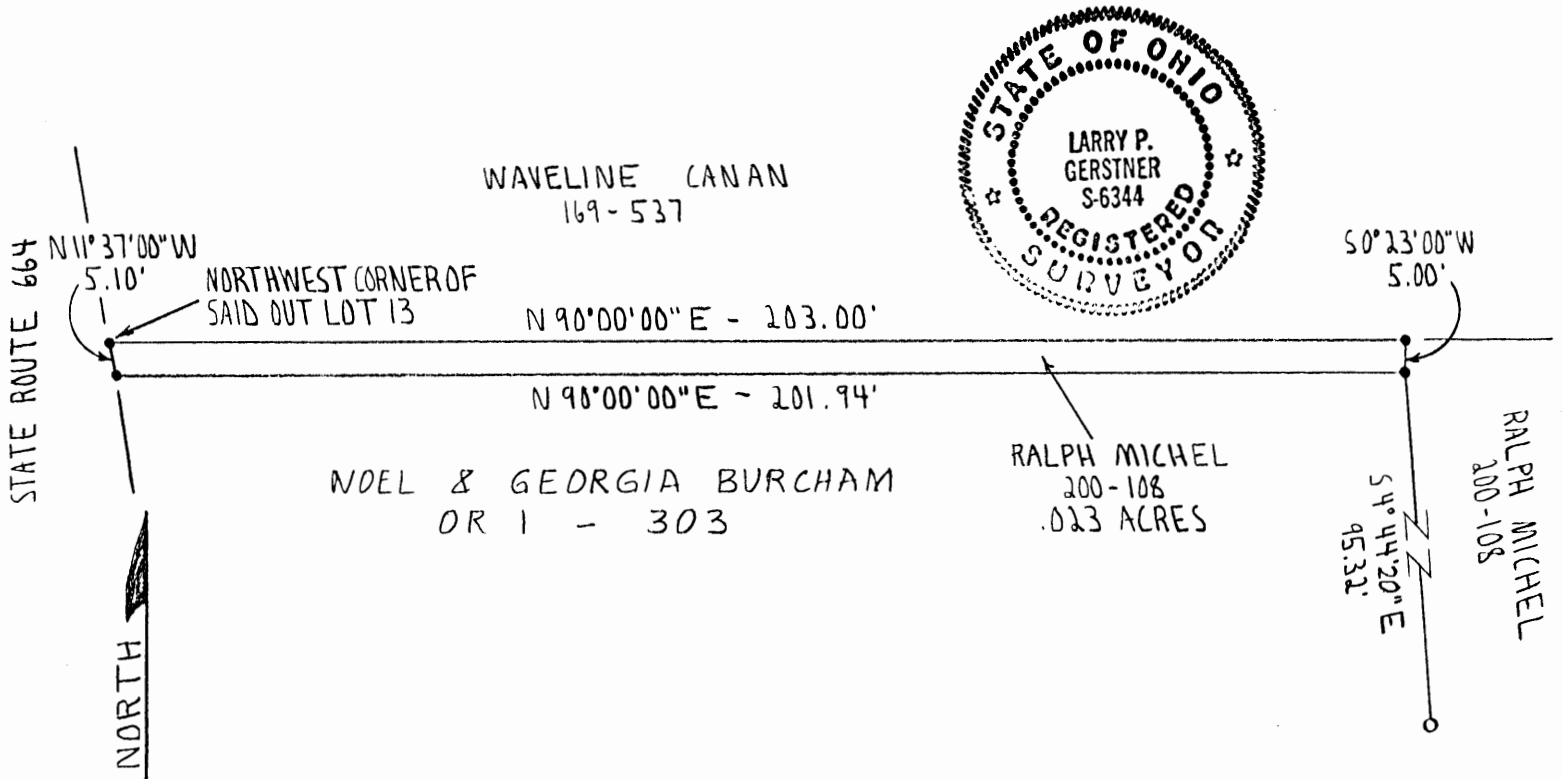 STATE OF OHIO
LARRY P.
GERSTNER
S-6344
REGISTERED
SURVEYOR
WAVELINE CANAN
169-537
STATE ROUTE 664
N 11° 37' 00" W
5.10'
NORTHWEST CORNER OF
SAID OUT LOT 13
N 90° 00' 00" E - 203.00'
S 0° 23' 00" W
5.00'
N 90° 00' 00" E - 201.94'
NOEL & GEORGIA BURCHAM
OR 1 - 303
RALPH MICHEL
200-108
.023 ACRES
S 4° 44' 20" E
95.32'
RALPH MICHEL
200-108
NORTH